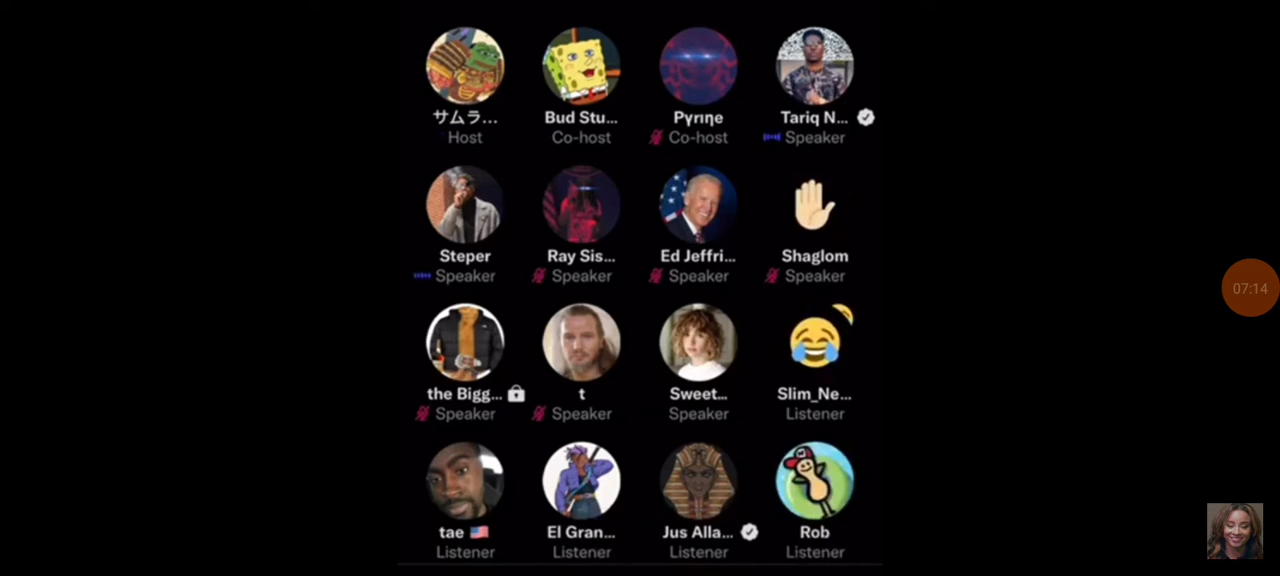 サムラ... Bud Stu... Pγrιηe Tariq N...
Host Co-host Co-host Speaker
Steper Ray Sis... Ed Jeffri... Shaglom
Speaker Speaker Speaker Speaker
07:14
the Bigg... t Sweet... Slim_Ne...
Speaker Speaker Speaker Listener
tae El Gran... Jus Alla... Rob
Listener Listener Listener Listener